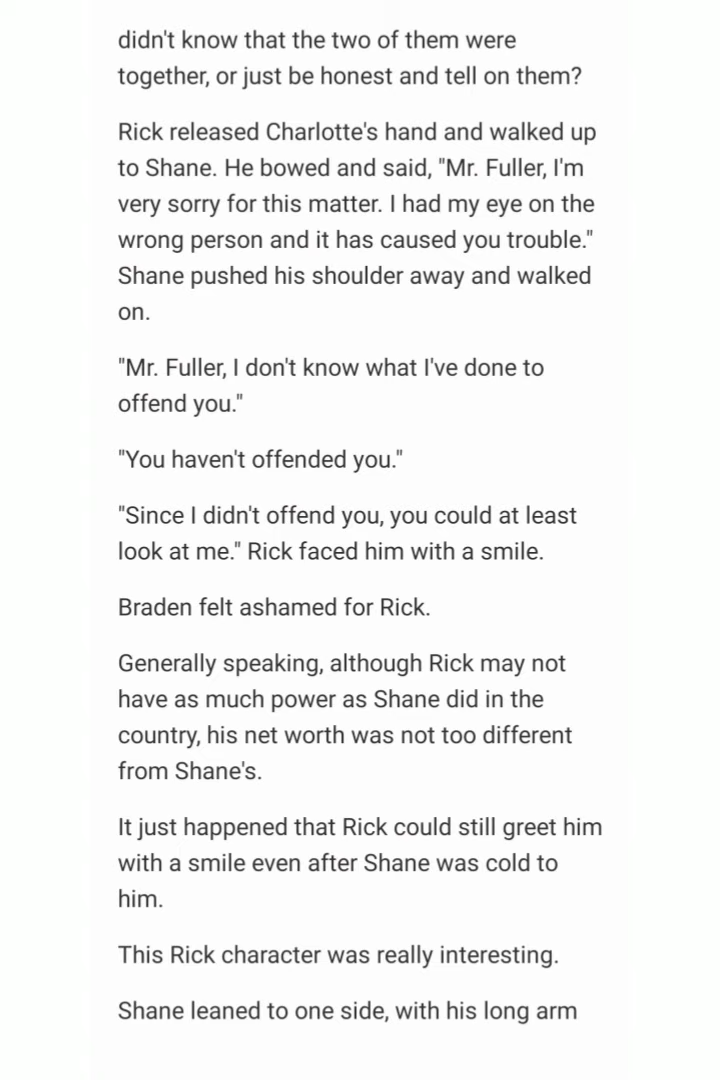 didn't know that the two of them were
together, or just be honest and tell on them?
Rick released Charlotte's hand and walked up
to Shane. He bowed and said, "Mr. Fuller, I'm
very sorry for this matter. I had my eye on the
wrong person and it has caused you trouble."
Shane pushed his shoulder away and walked
on.
"Mr. Fuller, I don't know what I've done to
offend you."
"You haven't offended you."
"Since I didn't offend you, you could at least
look at me." Rick faced him with a smile.
Braden felt ashamed for Rick.
Generally speaking, although Rick may not
have as much power as Shane did in the
country, his net worth was not too different
from Shane's.
It just happened that Rick could still greet him
with a smile even after Shane was cold to
him.
This Rick character was really interesting.
Shane leaned to one side, with his long arm